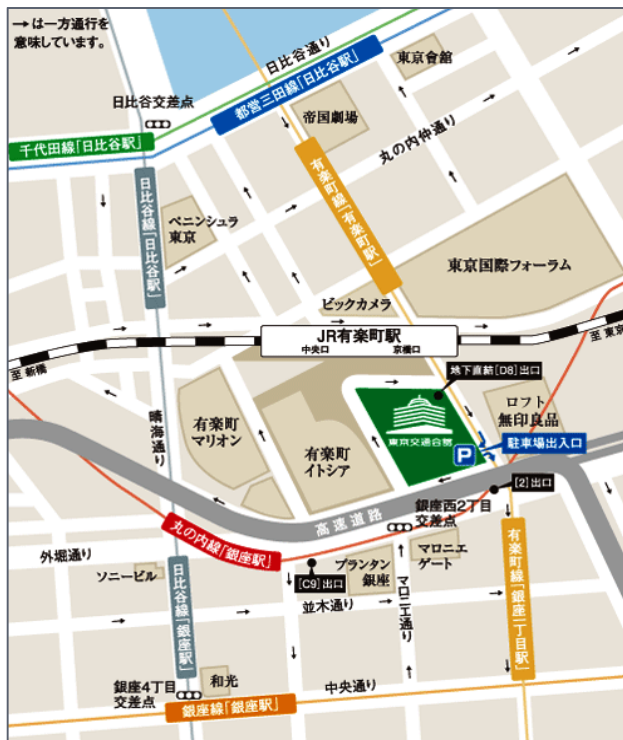 →は一方通行を
意味しています。
日比谷通り
東京會館
都営三田線「日比谷駅」
日比谷交差点
帝国劇場
千代田線「日比谷駅」
丸の内仲通り
有楽町線「有楽町駅」
日比谷線「日比谷駅」
ペニンシュラ
東京
東京国際フォーラム
ビックカメラ
JR有楽町駅
中央口
京橋口
至 東京
至 新橋
地下直結[D8]出口
ロフト
無印良品
東京交通会館
P
駐車場出入口
晴海通り
有楽町
マリオン
有楽町
イトシア
[2]出口
高速道路
銀座西2丁目
交差点
丸の内線「銀座駅」
外堀通り
ソニービル
[C9]出口
プランタン
銀座
マロニエ
ゲート
並木通り
マロニエ通り
有楽町線「銀座一丁目駅」
日比谷線「銀座駅」
銀座4丁目
交差点
和光
中央通り
銀座線「銀座駅」